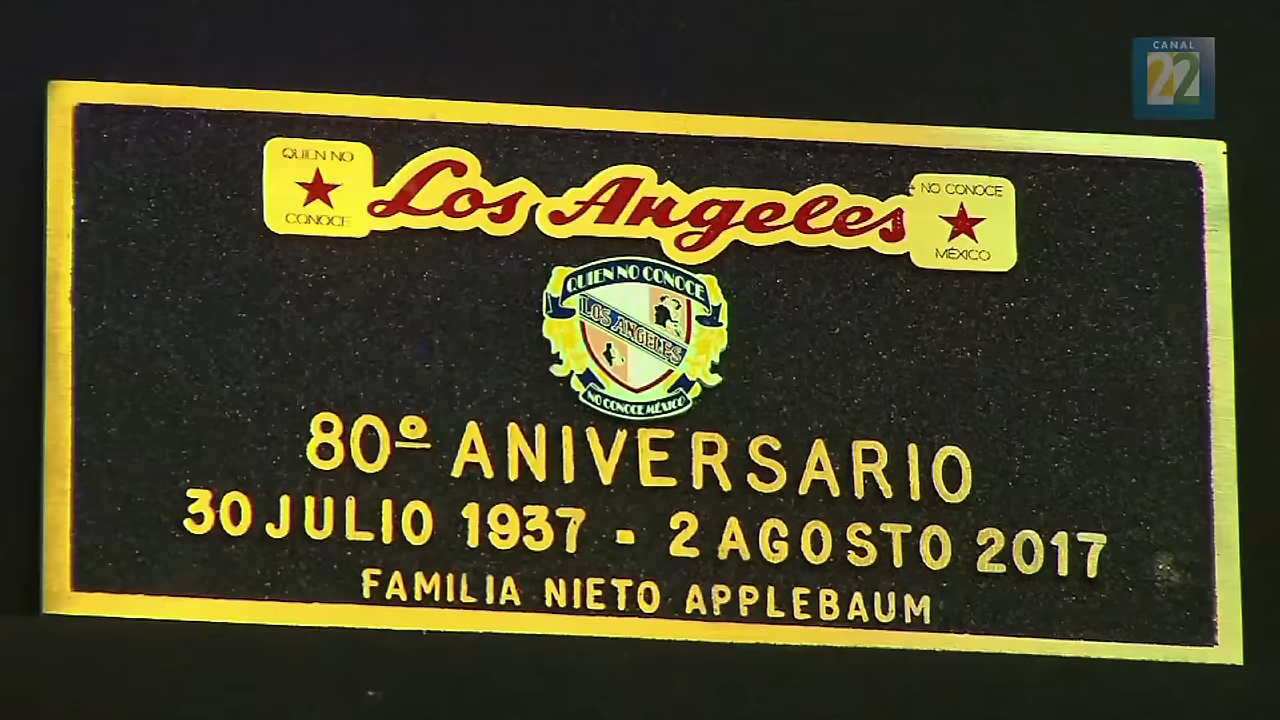 CANAL
22
QUIEN NO
CONOCE
Los Angeles
NO CONOCE
MÉXICO
QUIEN NO CONOCE
LOS ANGELES
NO CONOCE MÉXICO
80º ANIVERSARIO
30 JULIO 1937 - 2 AGOSTO 2017
FAMILIA NIETO APPLEBAUM